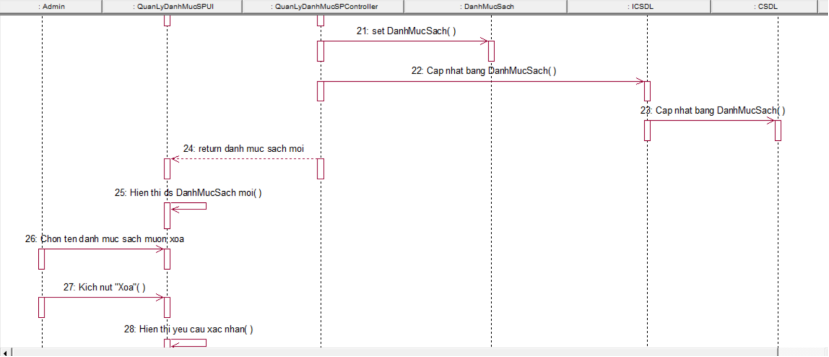 : Admin
: QuanLyDanhMucSPUI
: QuanLyDanhMucSPController
: DanhMucSach
: ICSDL
: CSDL
21: set DanhMucSach( )
22: Cap nhat bang DanhMucSach( )
23: Cap nhat bang DanhMucSach( )
24: return danh muc sach moi
25: Hien thi ds DanhMucSach moi( )
26: Chon ten danh muc sach muon xoa
27: Kich nut "Xoa"( )
28: Hien thi yeu cau xac nhan( )